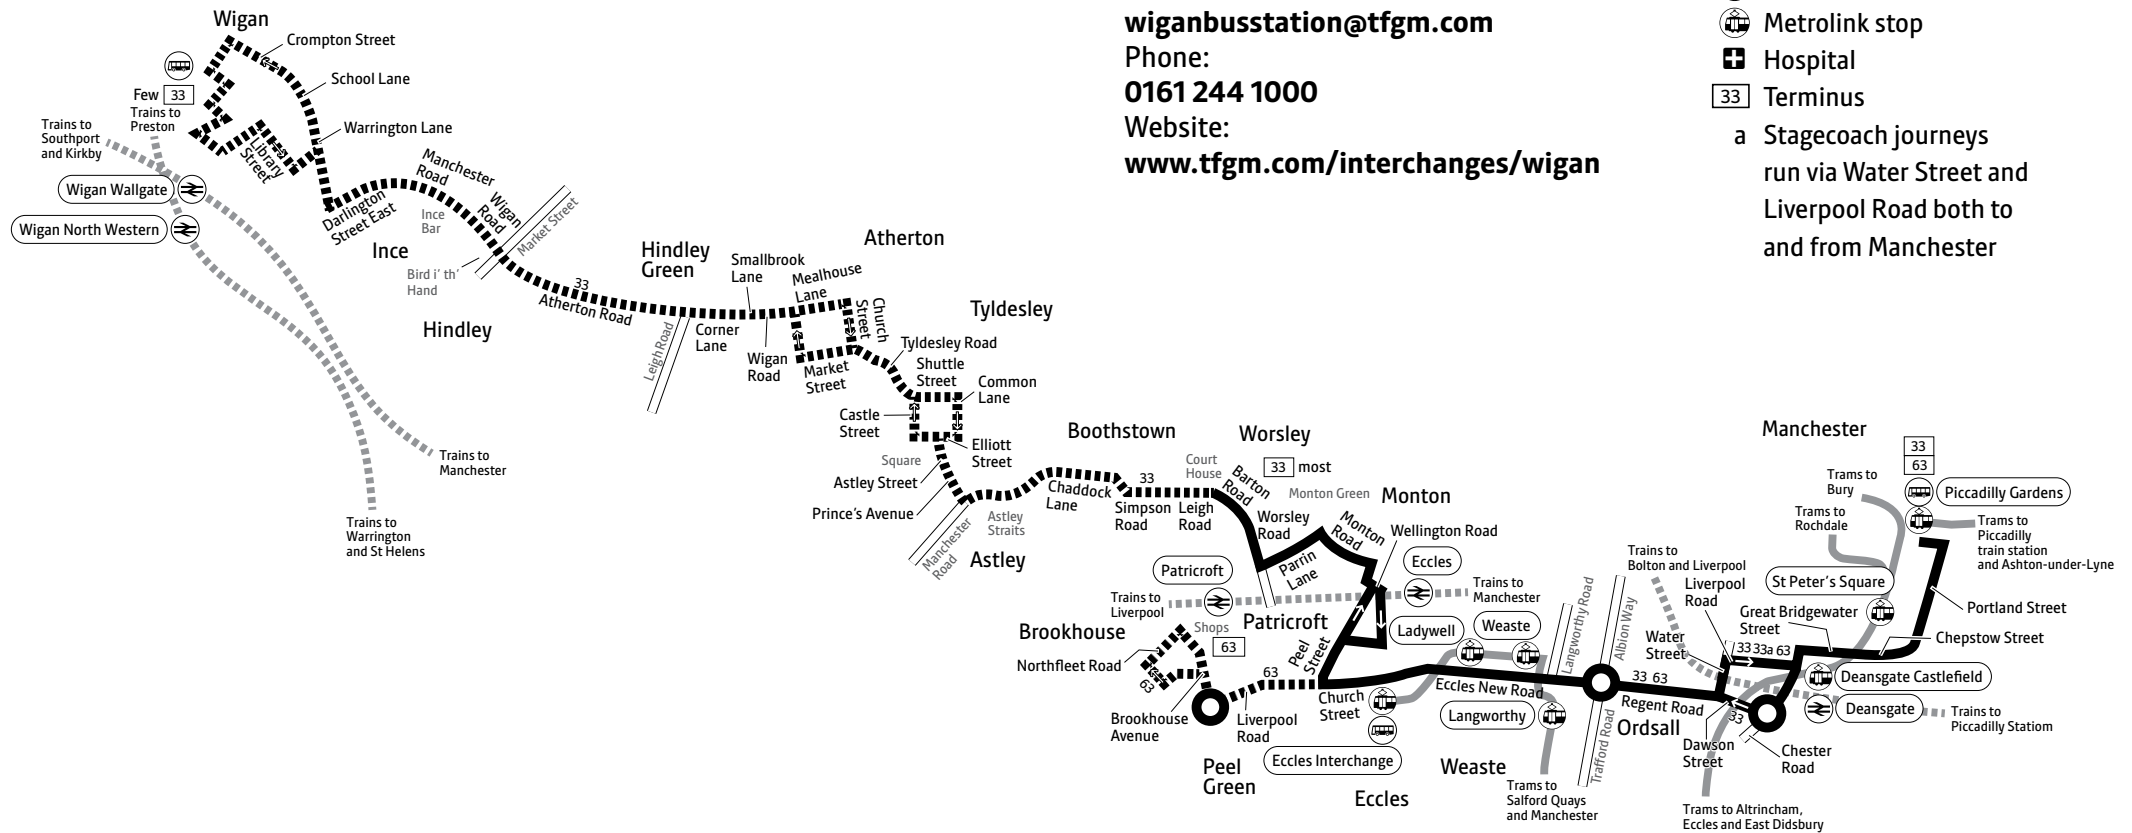 wiganbusstation@tfgm.com
Phone:
0161 244 1000
Website:
www.tfgm.com/interchanges/wigan
Metrolink stop
Hospital
33 Terminus
a Stagecoach journeys
run via Water Street and
Liverpool Road both to
and from Manchester
Wigan
Crompton Street
School Lane
Few 33
Trains to
Preston
Trains to
Southport
and Kirkby
Warrington Lane
Library
Street
Wigan Wallgate
Wigan North Western
Darlington
Street East
Manchester
Road
Ince
Bar
Wigan
Road
Market Street
Ince
Bird i' th'
Hand
Hindley
33
Atherton Road
Hindley
Green
Leigh Road
Corner
Lane
Smallbrook
Lane
Wigan
Road
Mealhouse
Lane
Atherton
Church
Street
Market
Street
Tyldesley
Tyldesley Road
Shuttle
Street
Common
Lane
Castle
Street
Elliott
Street
Square
Astley Street
Prince's Avenue
Manchester
Road
Astley
Straits
Astley
Trains to
Manchester
Trains to
Warrington
and St Helens
Boothstown
Chaddock
Lane
33
Simpson
Road
Leigh
Road
Worsley
Court
House
33 most
Barton
Road
Monton Green
Monton
Worsley
Road
Monton
Road
Wellington Road
Parrin
Lane
Patricroft
Eccles
Trains to
Liverpool
Trains to
Manchester
Brookhouse
Shops
63
Patricroft
Northfleet Road
63
Brookhouse
Avenue
63
Liverpool
Road
Peel
Street
Peel
Green
Church
Street
Eccles Interchange
Eccles
Ladywell
Weaste
Eccles New Road
Langworthy
Weaste
Trams to
Salford Quays
and Manchester
Langworthy Road
Albion Way
Trafford Road
33 63
Regent Road
Ordsall
Trains to
Bolton and Liverpool
Liverpool
Road
Water
Street
33 33a 63
33
Dawson
Street
Chester
Road
Trams to Altrincham,
Eccles and East Didsbury
Manchester
33
63
Trams to
Bury
Trams to
Rochdale
Piccadilly Gardens
Trams to
Piccadilly
train station
and Ashton-under-Lyne
St Peter's Square
Great Bridgewater
Street
Portland Street
Chepstow Street
Deansgate Castlefield
Deansgate
Trains to
Piccadilly Statiom